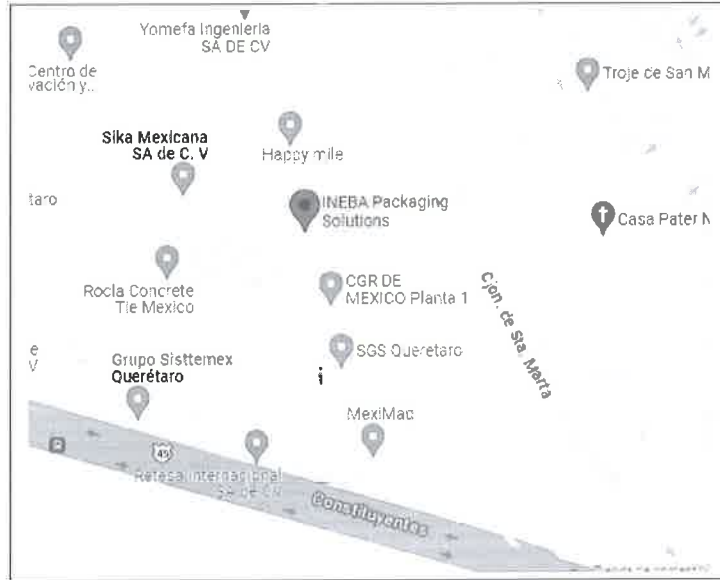 Yomefa Ingenieria
SA DE CV
Centro de
vación y...
Troje de San M
Sika Mexicana
SA de C. V
Happy mile
taro
INEBA Packaging
Solutions
Casa Pater N
Rocla Concrete
Tie Mexico
CGR DE
MEXICO Planta 1
Cjon. de Sta. Marta
e
V
Grupo Sisttemex
Querétaro
SGS Queretaro
i
MexiMac
45
Retesa Internacional
SA de CV
Constituyentes